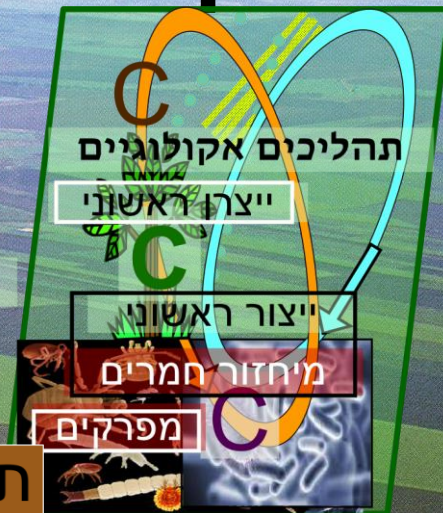 C
תהליכים אקולוגיים
ייצרן ראשוני
C
ייצור ראשוני
מיחזור חמרים
מפרקים
C
ת